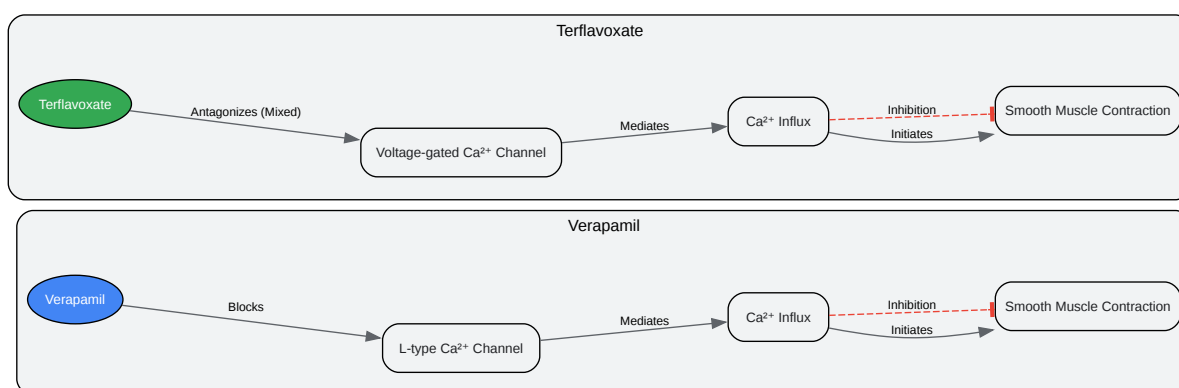 Terflavoxate
Terflavoxate
Antagonizes (Mixed)
Voltage-gated Ca²⁺ Channel
Mediates
Ca²⁺ Influx
Inhibition
Initiates
Smooth Muscle Contraction
Verapamil
Verapamil
Blocks
L-type Ca²⁺ Channel
Mediates
Ca²⁺ Influx
Inhibition
Initiates
Smooth Muscle Contraction